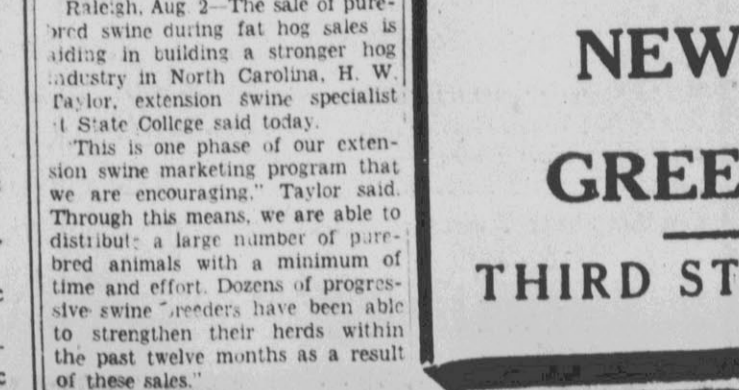 Raleigh, Aug 2—The sale of pure-
bred swine during fat hog sales is
aiding in building a stronger hog
industry in North Carolina, H. W.
Taylor, extension swine specialist
at State College said today.
"This is one phase of our exten-
sion swine marketing program that
we are encouraging," Taylor said.
Through this means, we are able to
distribute a large number of pure-
bred animals with a minimum of
time and effort. Dozens of progres-
sive swine breeders have been able
to strengthen their herds within
the past twelve months as a result
of these sales."
NEW
GREE
THIRD ST